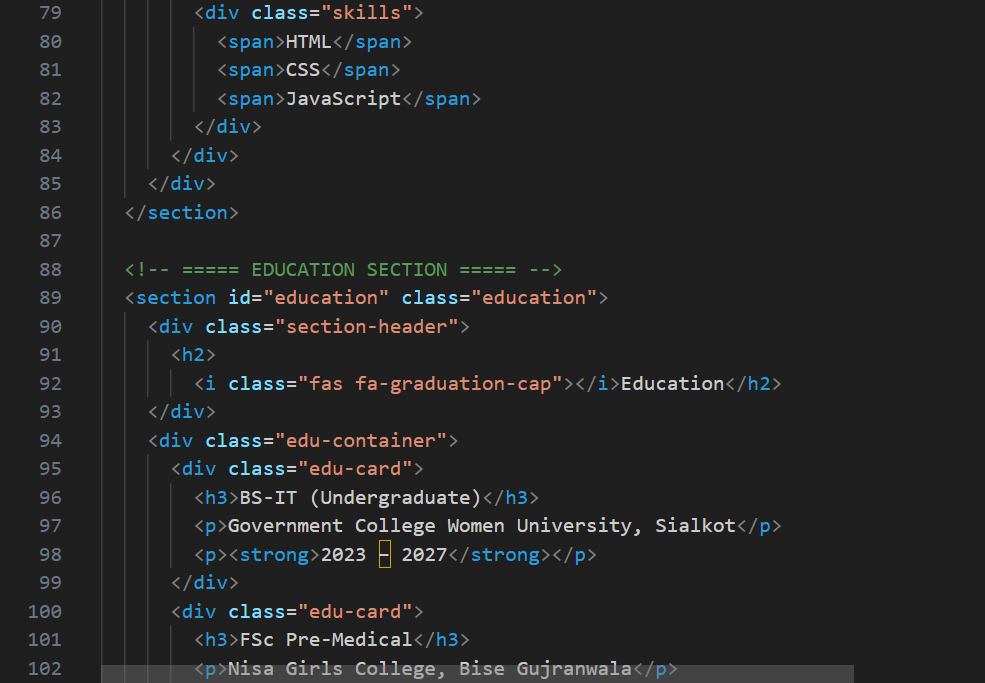 79 <div class="skills">
80 <span>HTML</span>
81 <span>CSS</span>
82 <span>JavaScript</span>
83 </div>
84 </div>
85 </div>
86 </section>
87
88 <!-- ===== EDUCATION SECTION ===== -->
89 <section id="education" class="education">
90 <div class="section-header">
91 <h2>
92 <i class="fas fa-graduation-cap"></i>Education</h2>
93 </div>
94 <div class="edu-container">
95 <div class="edu-card">
96 <h3>BS-IT (Undergraduate)</h3>
97 <p>Government College Women University, Sialkot</p>
98 <p><strong>2023 – 2027</strong></p>
99 </div>
100 <div class="edu-card">
101 <h3>FSc Pre-Medical</h3>
102 <p>Nisa Girls College, Bise Gujranwala</p>